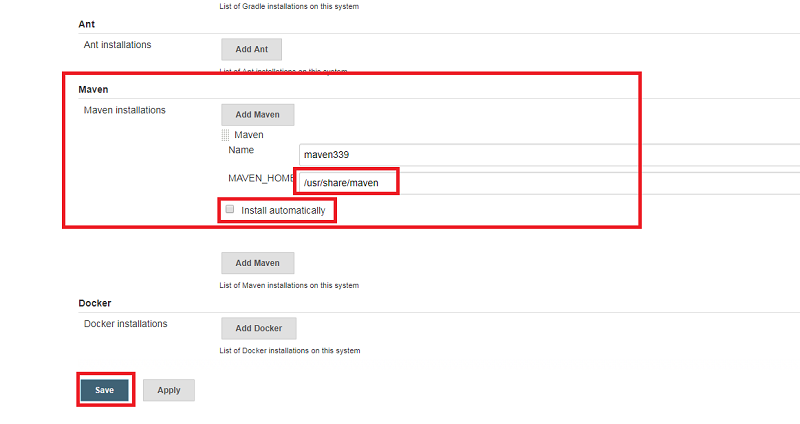 List of Gradle installations on this system
Ant
Ant installations
Add Ant
List of Ant installations on this system
Maven
Maven installations
Add Maven
Maven
Name
maven339
MAVEN_HOME
/usr/share/maven
Install automatically
Add Maven
List of Maven installations on this system
Docker
Docker installations
Add Docker
List of Docker installations on this system
Save
Apply